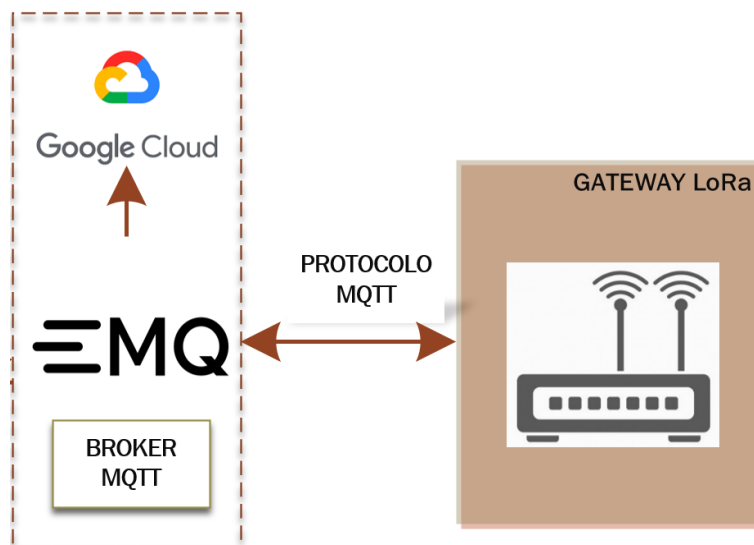 Google Cloud
GATEWAY LoRa
PROTOCOLO
MQTT
EMQ
BROKER
MQTT